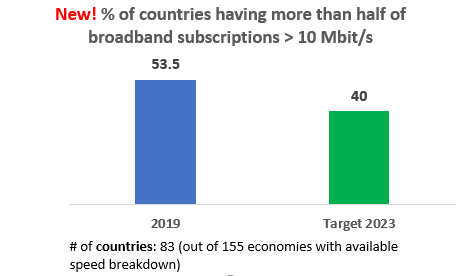 New! % of countries having more than half of
broadband subscriptions > 10 Mbit/s
53.5
40
2019
Target 2023
# of countries: 83 (out of 155 economies with available
speed breakdown)